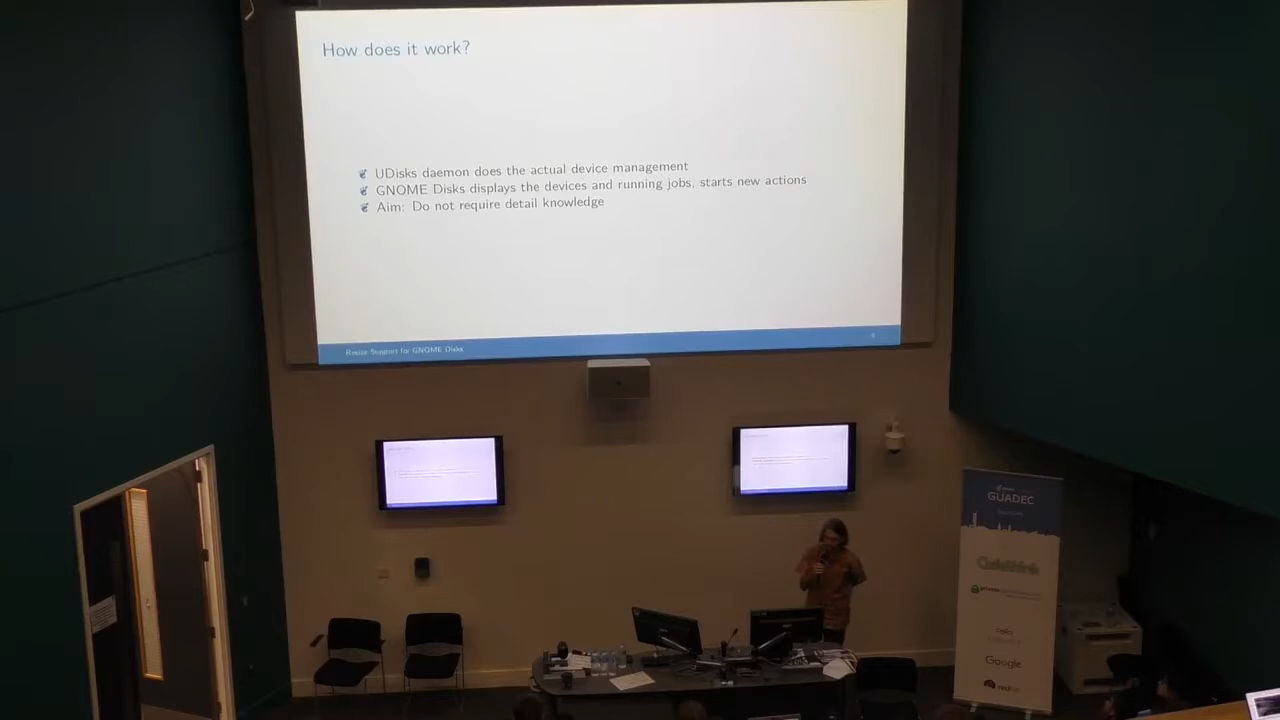 How does it work?
UDisks daemon does the actual device management
GNOME Disks displays the devices and running jobs, starts new actions
Aim: Do not require detail knowledge
Resize Support for GNOME Disks
GUADEC
Codethink
Google